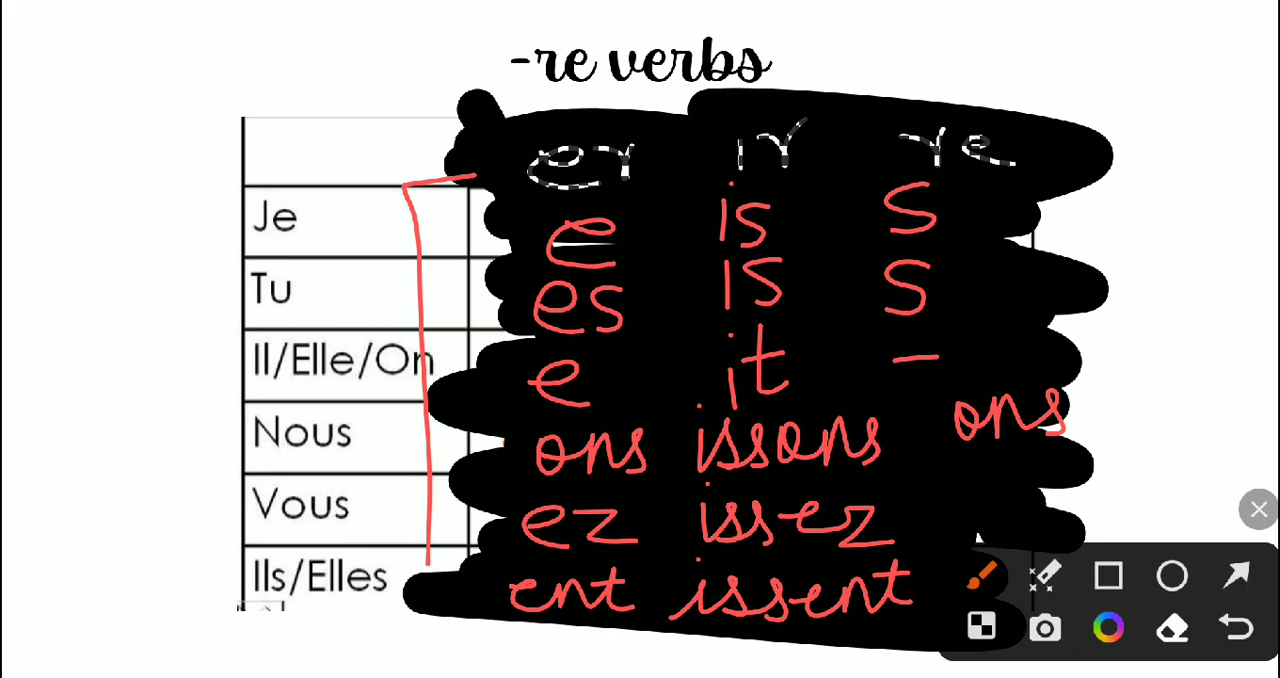 -re verbs
er ir re
Je e is s
Tu es is s
Il/Elle/On e it –
Nous ons issons ons
Vous ez issez
Ils/Elles ent issent